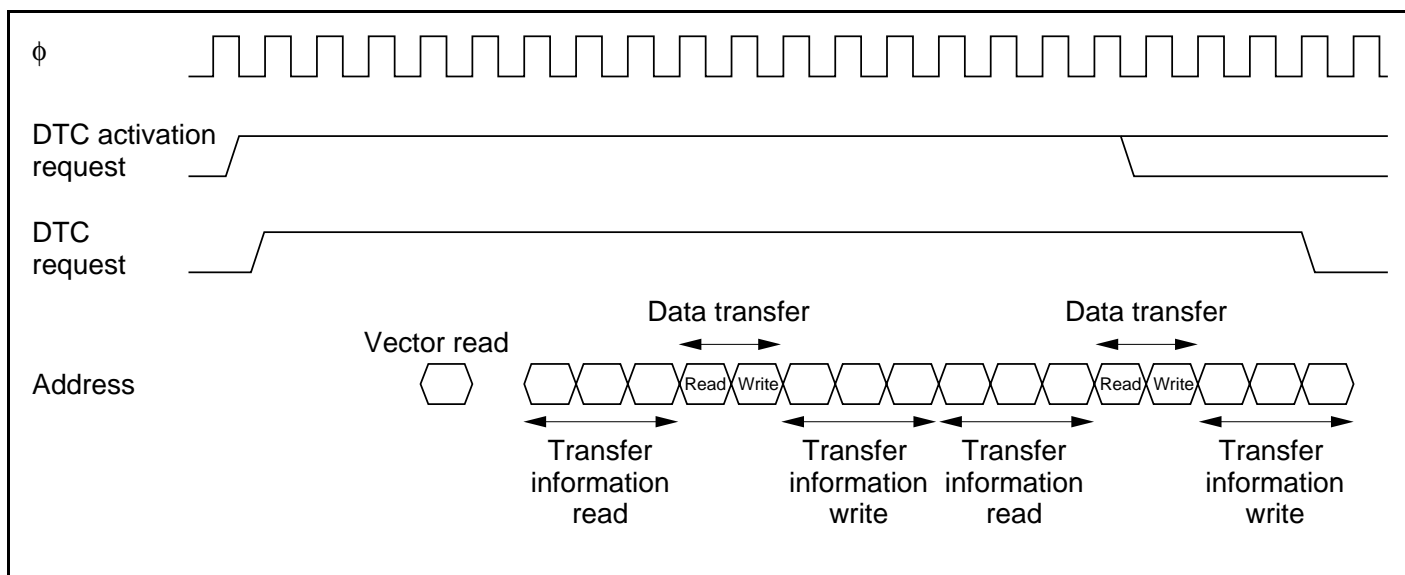 ϕ
DTC activation
request
DTC
request
Data transfer
Data transfer
Vector read
Address
Read
Write
Read
Write
Transfer
information
read
Transfer
information
write
Transfer
information
read
Transfer
information
write